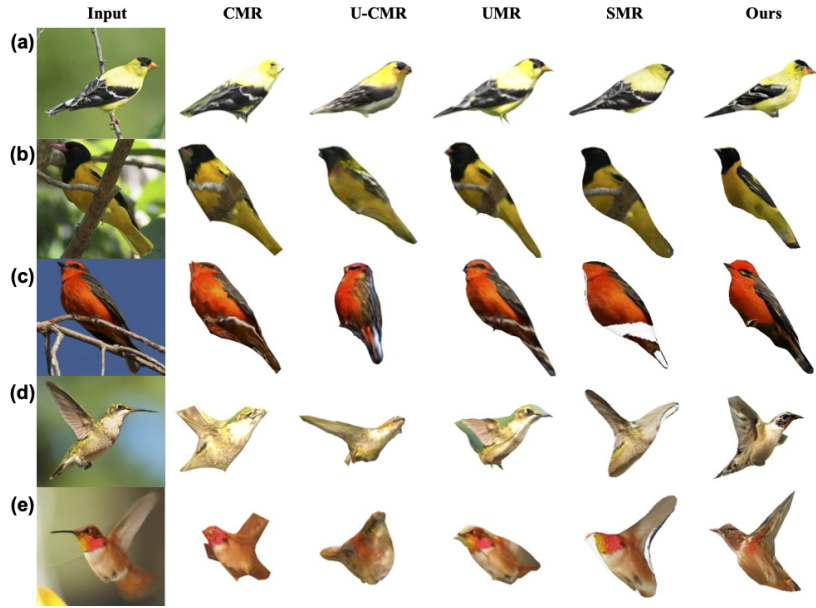 Input CMR U-CMR UMR SMR Ours
(a)
(b)
(c)
(d)
(e)